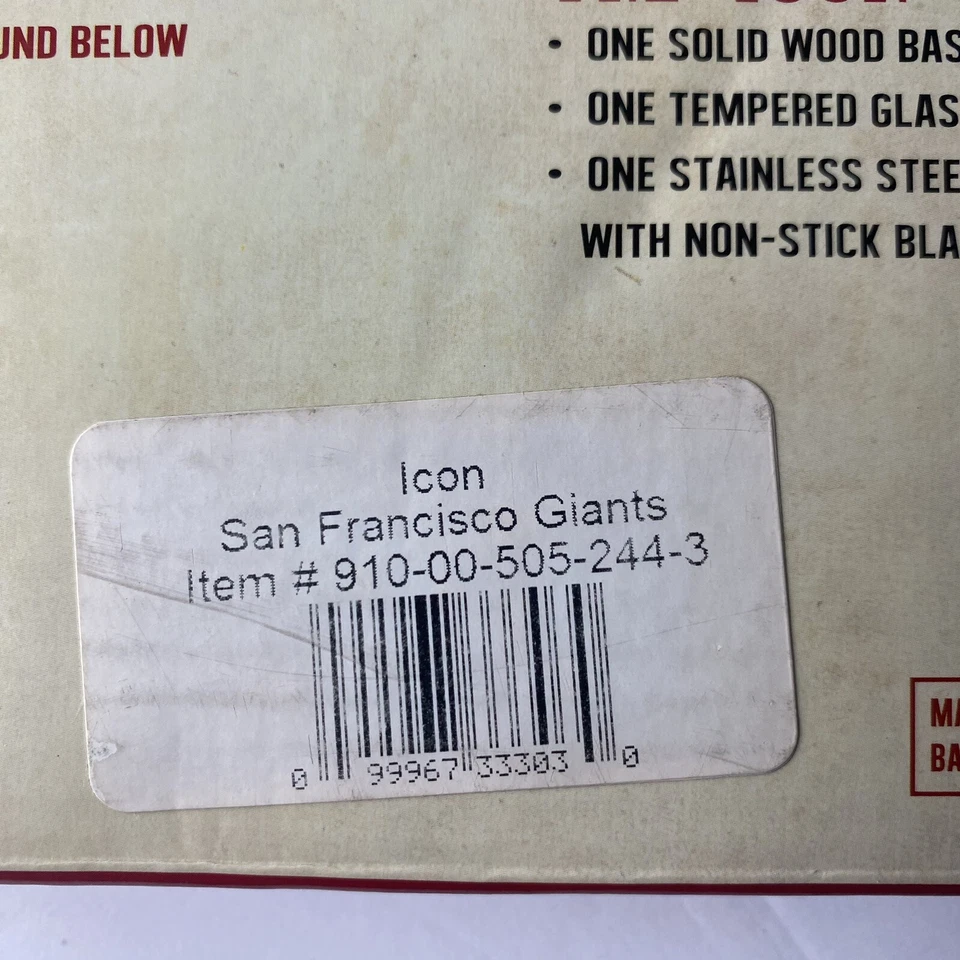 UND BELOW
• ONE SOLID WOOD BAS
• ONE TEMPERED GLAS
• ONE STAINLESS STEE
WITH NON-STICK BLA
Icon
San Francisco Giants
Item # 910-00-505-244-3
0 99967 33303 0
MA
BA